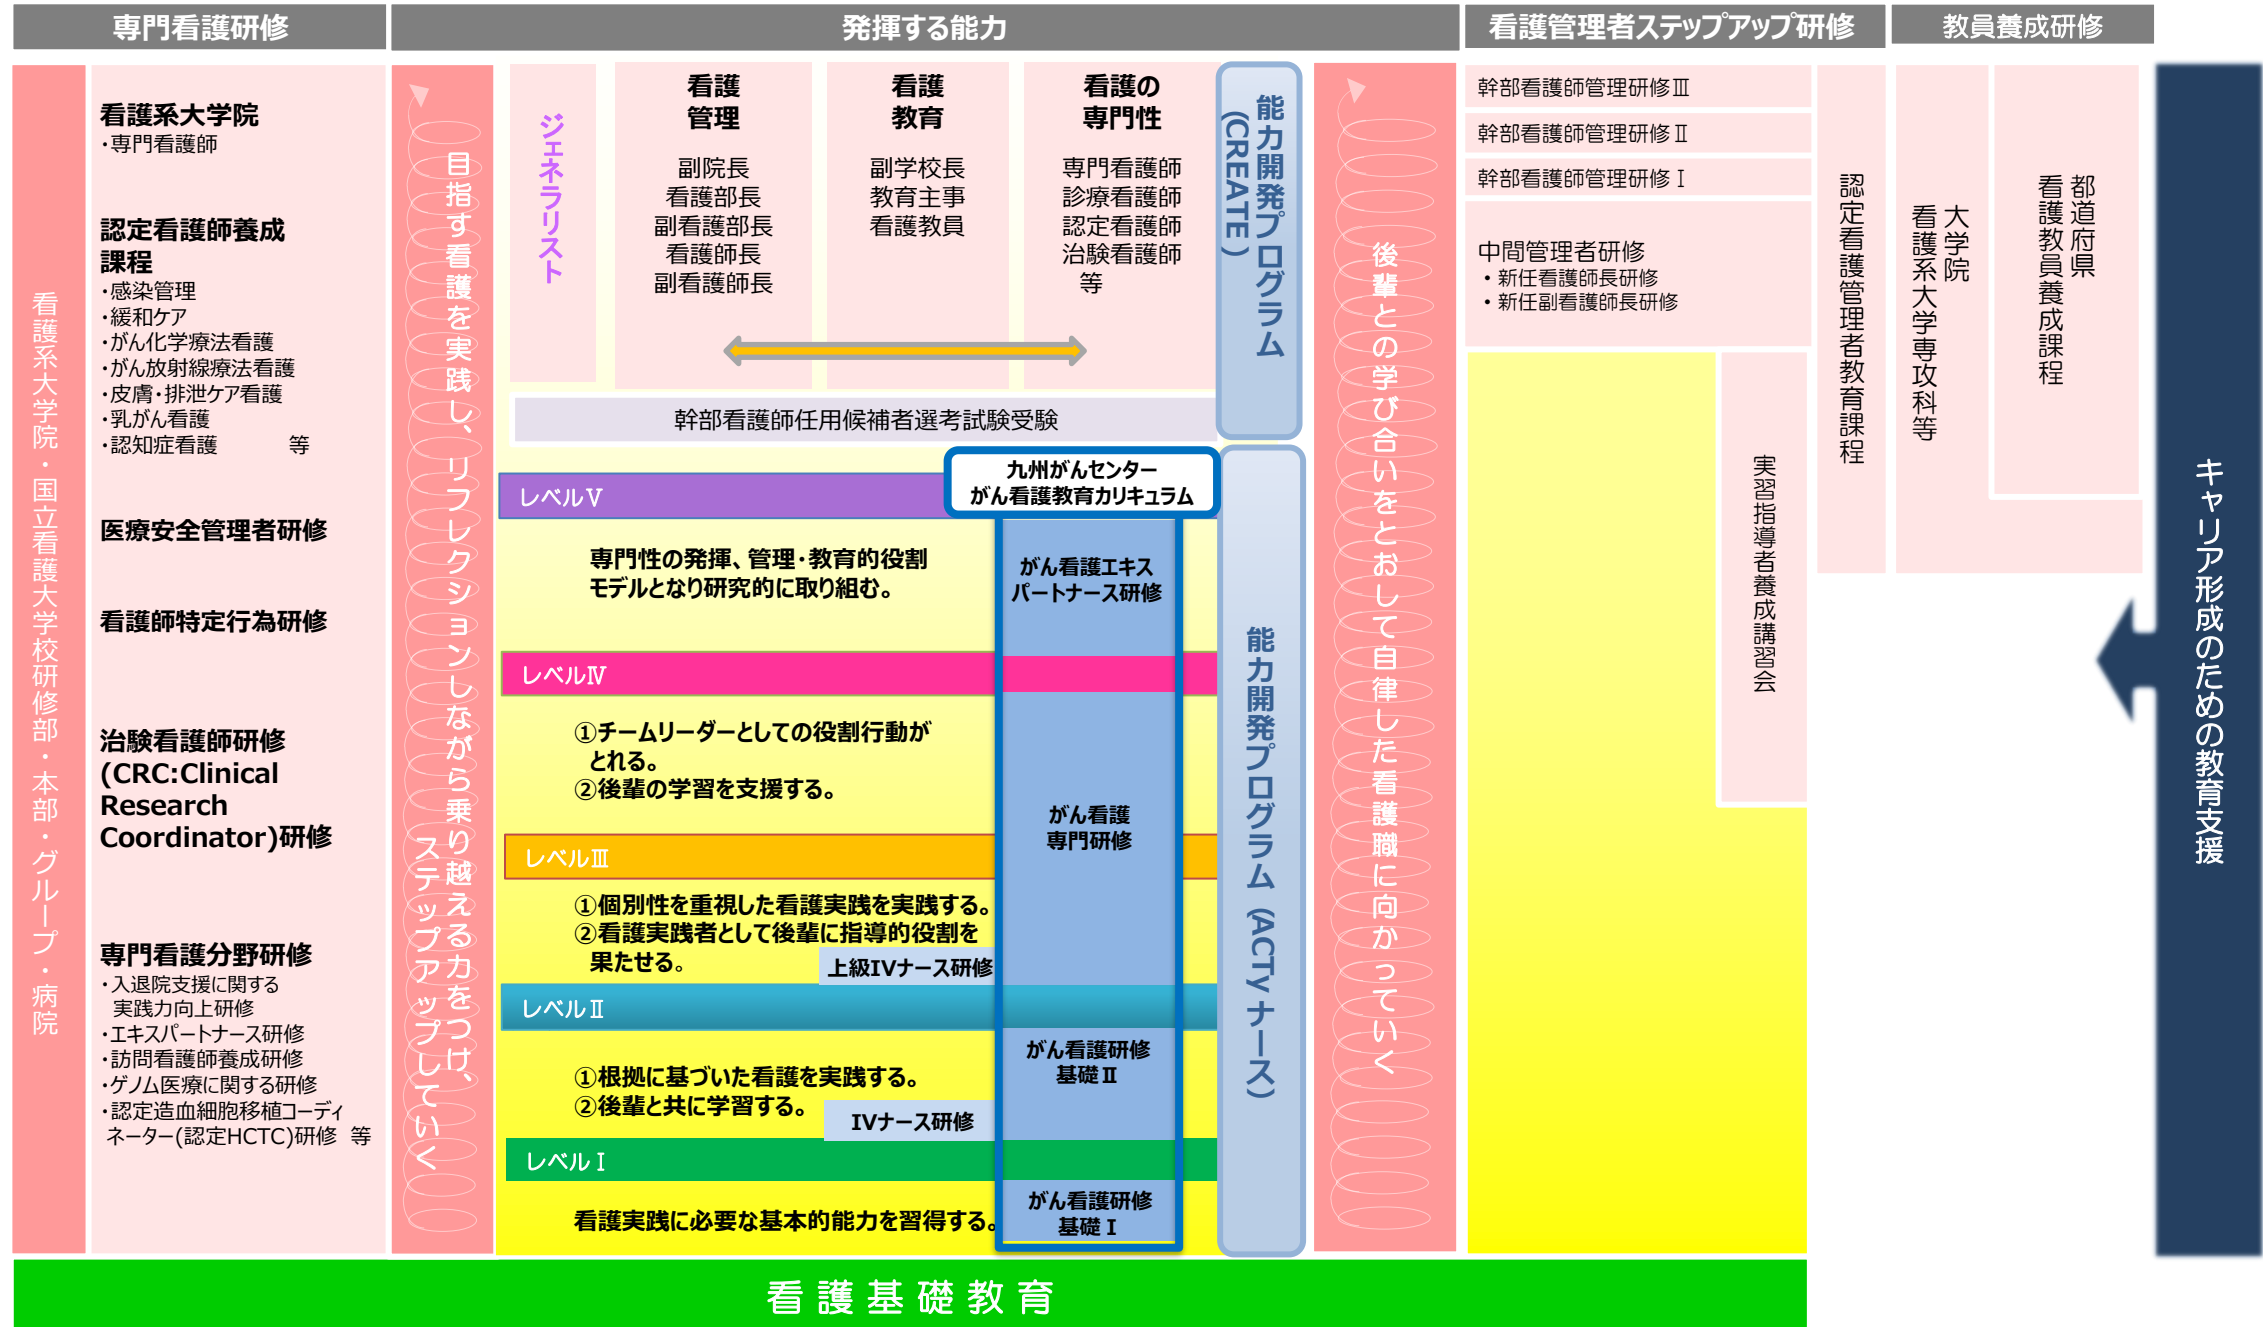 専門看護研修
発揮する能力
看護管理者ステップアップ研修
教員養成研修
看護系大学院・国立看護大学校研修部・本部・グループ・病院
看護系大学院
・専門看護師
認定看護師養成
課程
・感染管理
・緩和ケア
・がん化学療法看護
・がん放射線療法看護
・皮膚・排泄ケア看護
・乳がん看護
・認知症看護 等
医療安全管理者研修
看護師特定行為研修
治験看護師研修
(CRC:Clinical
Research
Coordinator)研修
専門看護分野研修
・入退院支援に関する
実践力向上研修
・エキスパートナース研修
・訪問看護師養成研修
・ゲノム医療に関する研修
・認定造血細胞移植コーディ
ネーター(認定HCTC)研修 等
目指す看護を実践し、リフレクションしながら乗り越える力をつけ、
ステップアップしていく
ジェネラリスト
看護
管理
副院長
看護部長
副看護部長
看護師長
副看護師長
看護
教育
副学校長
教育主事
看護教員
看護の
専門性
専門看護師
診療看護師
認定看護師
治験看護師
等
能力開発プログラム
(CREATE)
幹部看護師任用候補者選考試験受験
九州がんセンター
がん看護教育カリキュラム
レベルⅤ
専門性の発揮、管理・教育的役割
モデルとなり研究的に取り組む。
がん看護エキス
パートナース研修
レベルⅣ
①チームリーダーとしての役割行動が
とれる。
②後輩の学習を支援する。
がん看護
専門研修
レベルⅢ
①個別性を重視した看護実践を実践する。
②看護実践者として後輩に指導的役割を
果たせる。
上級IVナース研修
レベルⅡ
がん看護研修
基礎Ⅱ
①根拠に基づいた看護を実践する。
②後輩と共に学習する。
IVナース研修
レベルⅠ
がん看護研修
基礎Ⅰ
看護実践に必要な基本的能力を習得する。
能力開発プログラム(ACTyナース)
後輩との学び合いをとおして自律した看護職に向かっていく
幹部看護師管理研修Ⅲ
幹部看護師管理研修Ⅱ
幹部看護師管理研修Ⅰ
中間管理者研修
・新任看護師長研修
・新任副看護師長研修
実習指導者養成講習会
認定看護管理者教育課程
大学院
看護系大学専攻科等
都道府県
看護教員養成課程
キャリア形成のための教育支援
看護基礎教育